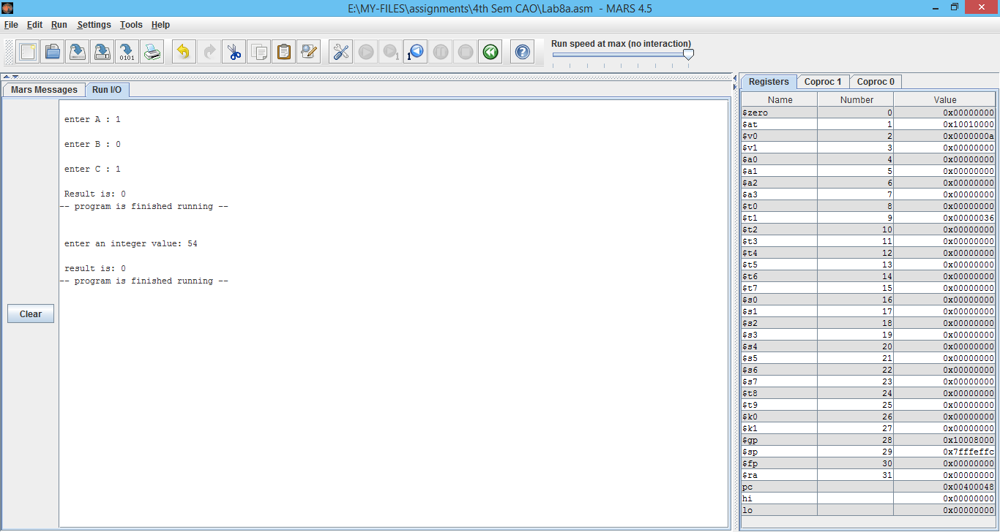 E:\MY-FILES\assignments\4th Sem CAO\Lab8a.asm - MARS 4.5
File Edit Run Settings Tools Help
0101 1 1 Run speed at max (no interaction)
Mars Messages Run I/O
enter A : 1
enter B : 0
enter C : 1
Result is: 0
-- program is finished running --
enter an integer value: 54
result is: 0
-- program is finished running --
Clear
Registers Coproc 1 Coproc 0
Name Number Value
$zero 0 0x00000000
$at 1 0x10010000
$v0 2 0x0000000a
$v1 3 0x00000000
$a0 4 0x00000000
$a1 5 0x00000000
$a2 6 0x00000000
$a3 7 0x00000000
$t0 8 0x00000000
$t1 9 0x00000036
$t2 10 0x00000000
$t3 11 0x00000000
$t4 12 0x00000000
$t5 13 0x00000000
$t6 14 0x00000000
$t7 15 0x00000000
$s0 16 0x00000000
$s1 17 0x00000000
$s2 18 0x00000000
$s3 19 0x00000000
$s4 20 0x00000000
$s5 21 0x00000000
$s6 22 0x00000000
$s7 23 0x00000000
$t8 24 0x00000000
$t9 25 0x00000000
$k0 26 0x00000000
$k1 27 0x00000000
$gp 28 0x10008000
$sp 29 0x7fffeffc
$fp 30 0x00000000
$ra 31 0x00000000
pc 0x00400048
hi 0x00000000
lo 0x00000000